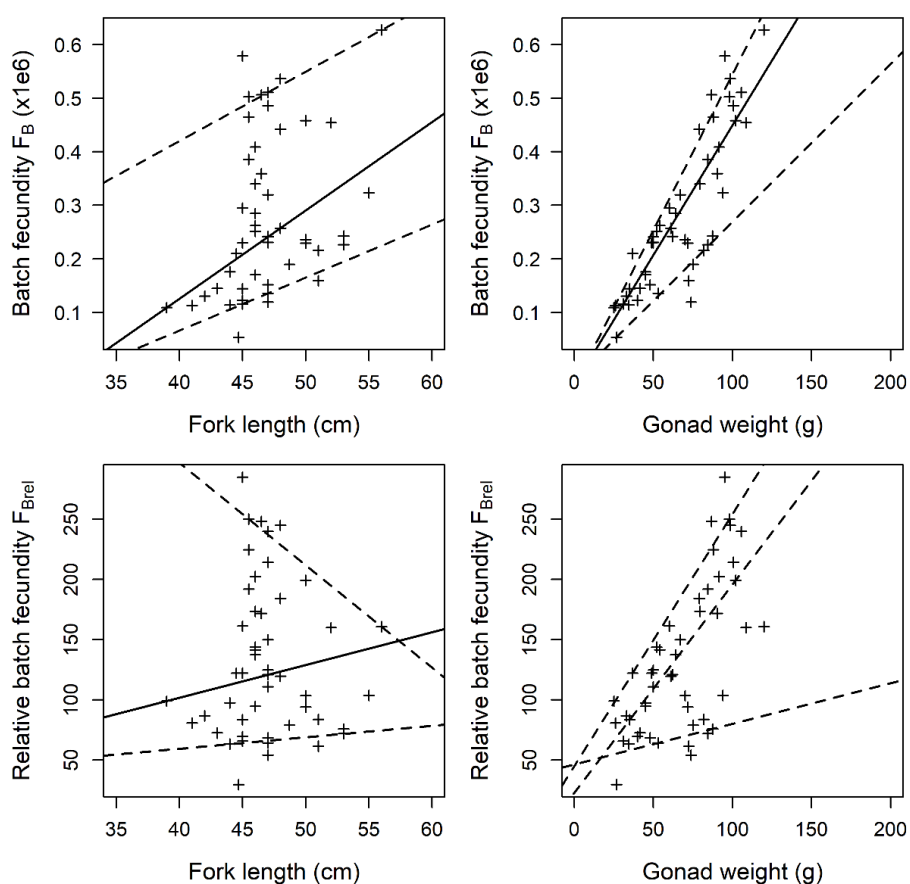 Batch fecundity F_B (x1e6)
0.6
0.5
0.4
0.3
0.2
0.1
35 40 45 50 55 60
Fork length (cm)
Batch fecundity F_B (x1e6)
0.6
0.5
0.4
0.3
0.2
0.1
0 50 100 150 200
Gonad weight (g)
Relative batch fecundity F_Brel
250
200
150
100
50
35 40 45 50 55 60
Fork length (cm)
Relative batch fecundity F_Brel
250
200
150
100
50
0 50 100 150 200
Gonad weight (g)